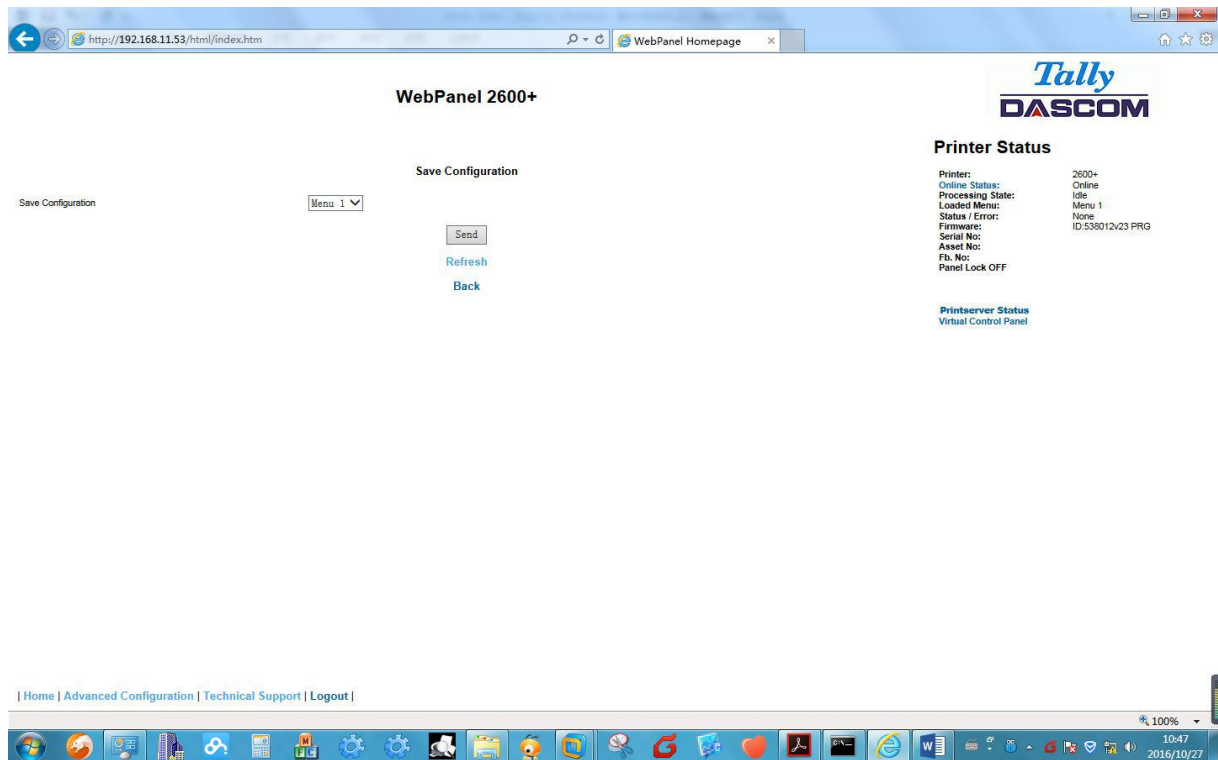 http://192.168.11.53/html/index.htm
WebPanel Homepage
WebPanel 2600+
Tally
DASCOM
Save Configuration
Save Configuration
Menu 1
Send
Refresh
Back
Printer Status
Printer: 2600+
Online Status: Online
Processing State: Idle
Loaded Menu: Menu 1
Status / Error: None
Firmware: ID:538012v23 PRG
Serial No:
Asset No:
Fb. No:
Panel Lock OFF
Printserver Status
Virtual Control Panel
| Home | Advanced Configuration | Technical Support | Logout |
100%
10:47
2016/10/27